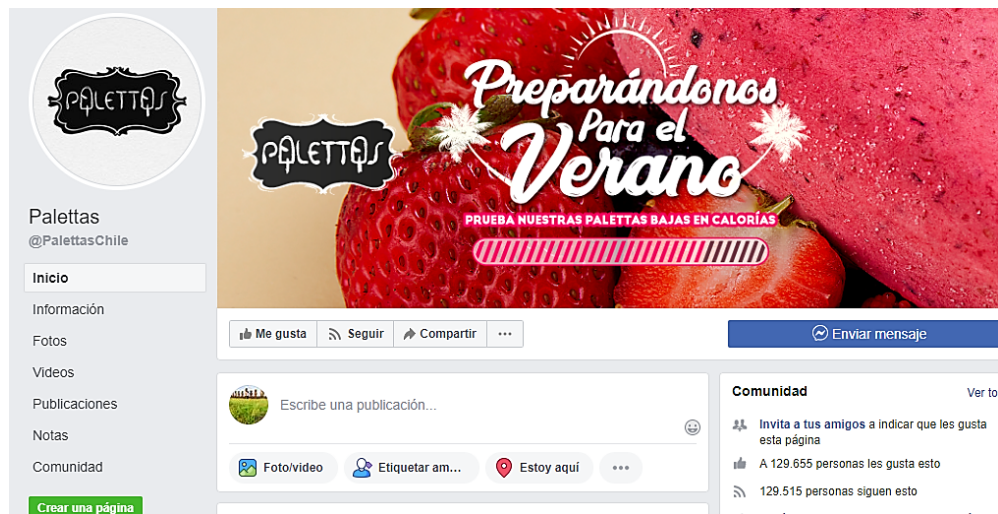 PALETTAS
Palettas
@PalettasChile
Inicio
Información
Fotos
Videos
Publicaciones
Notas
Comunidad
Crear una página
PALETTAS
Preparándonos
Para el
Verano
PRUEBA NUESTRAS PALETTAS BAJAS EN CALORÍAS
Me gusta
Seguir
Compartir
...
Enviar mensaje
Escribe una publicación...
Foto/video
Etiquetar am...
Estoy aquí
...
Comunidad
Ver to
Invita a tus amigos a indicar que les gusta
esta página
A 129.655 personas les gusta esto
129.515 personas siguen esto